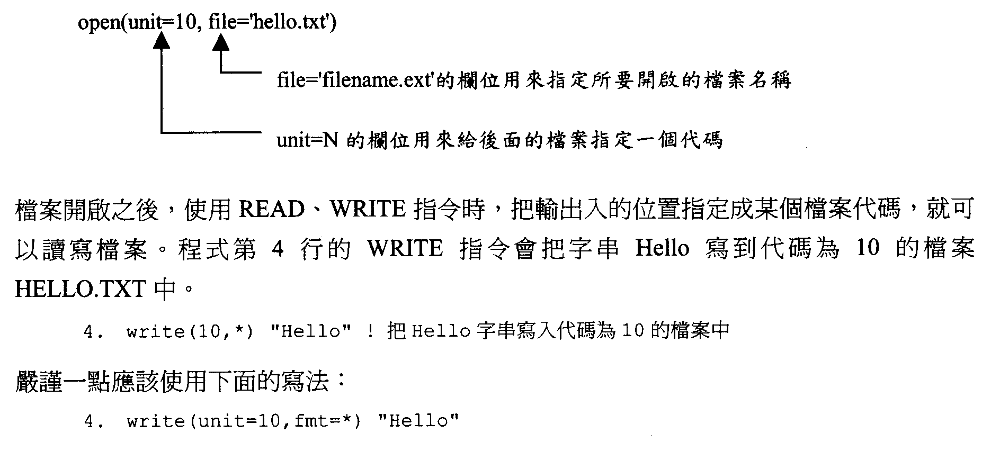 open(unit=10, file='hello.txt')
file='filename.ext'的欄位用來指定所要開啟的檔案名稱
unit=N 的欄位用來給後面的檔案指定一個代碼
檔案開啟之後，使用 READ、WRITE 指令時，把輸出入的位置指定成某個檔案代碼，就可
以讀寫檔案。程式第 4 行的 WRITE 指令會把字串 Hello 寫到代碼為 10 的檔案
HELLO.TXT 中。
4. write(10,*) "Hello" ! 把 Hello 字串寫入代碼為 10 的檔案中
嚴謹一點應該使用下面的寫法：
4. write(unit=10,fmt=*) "Hello"